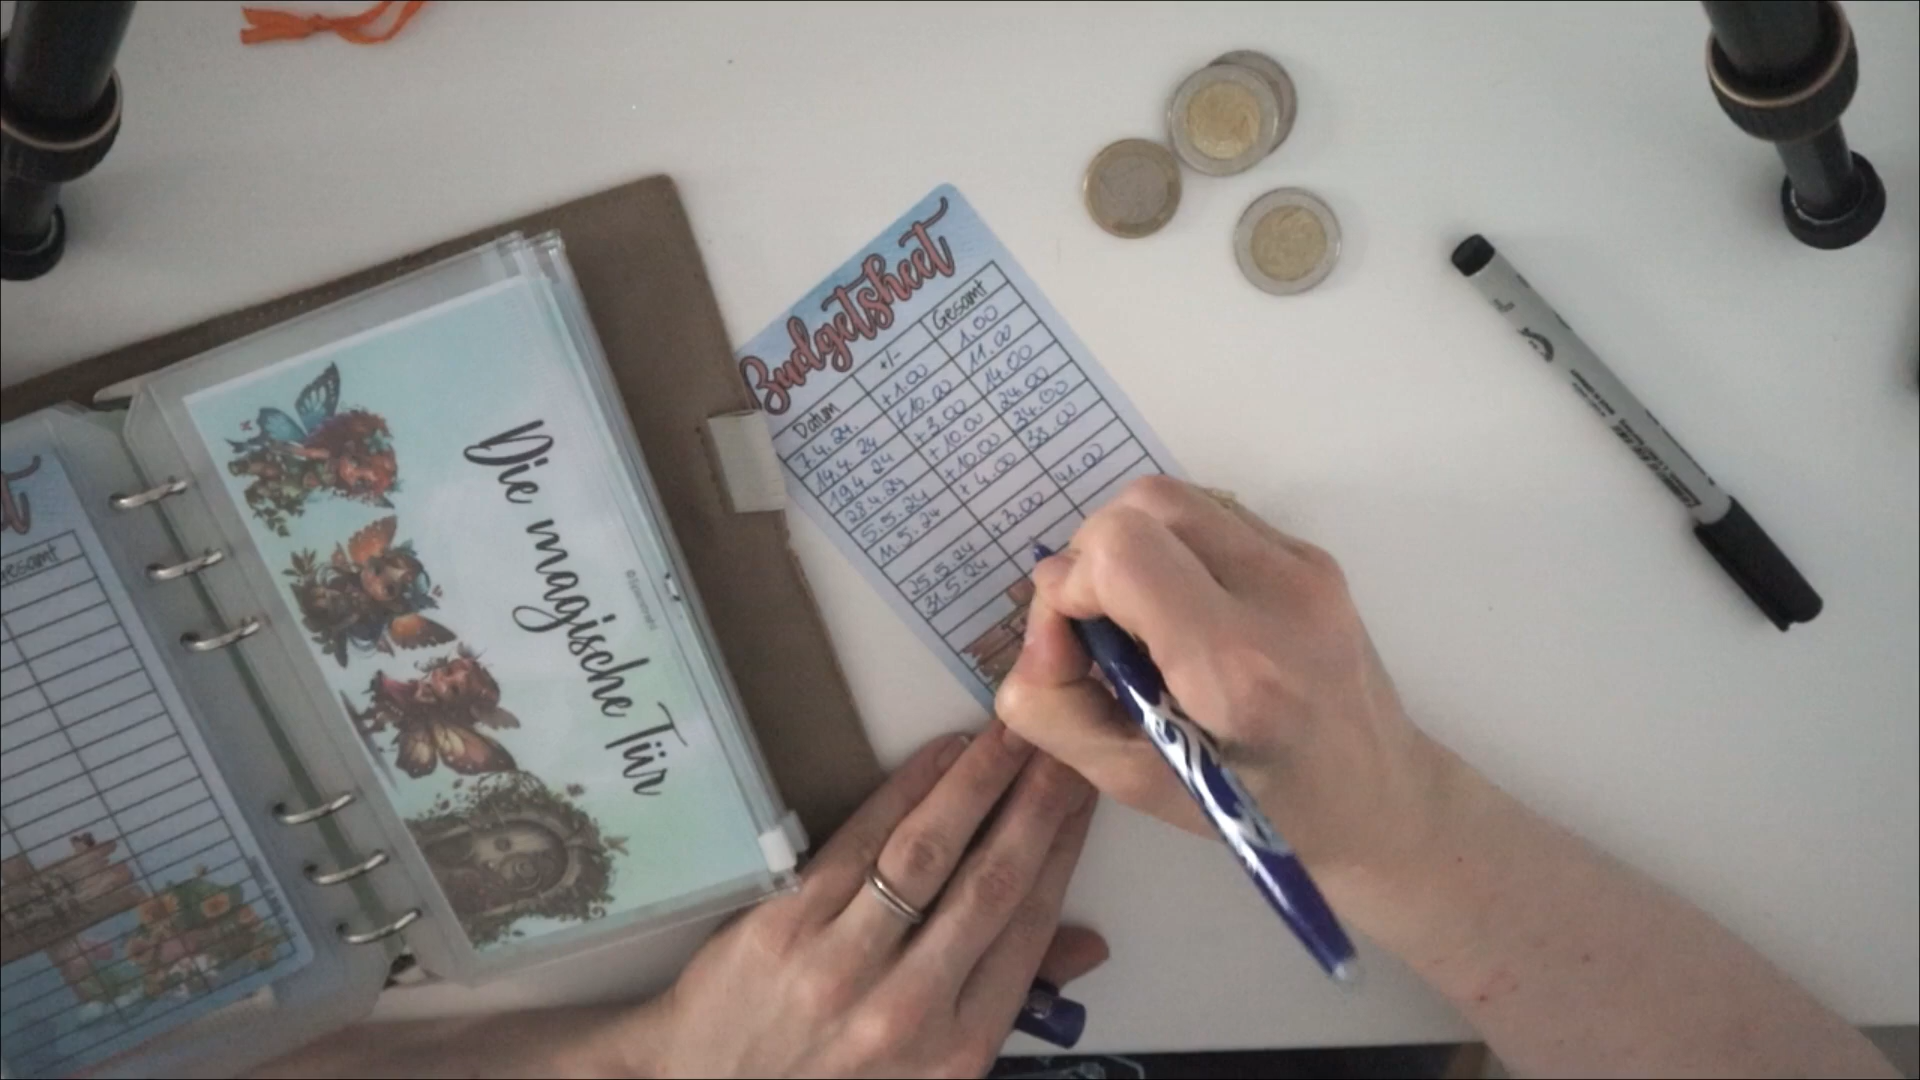 Die magische Tür
©
Gesamt
Budgetsheet
Datum +/- Gesamt
7.4.24. +1.00 1.00
14.4.24 +10.00 11.00
19.4.24 +3.00 14.00
28.4.24 +10.00 24.00
5.5.24 +10.00 34.00
11.5.24 +4.00 38.00
25.5.24 +3.00 41.00
31.5.24